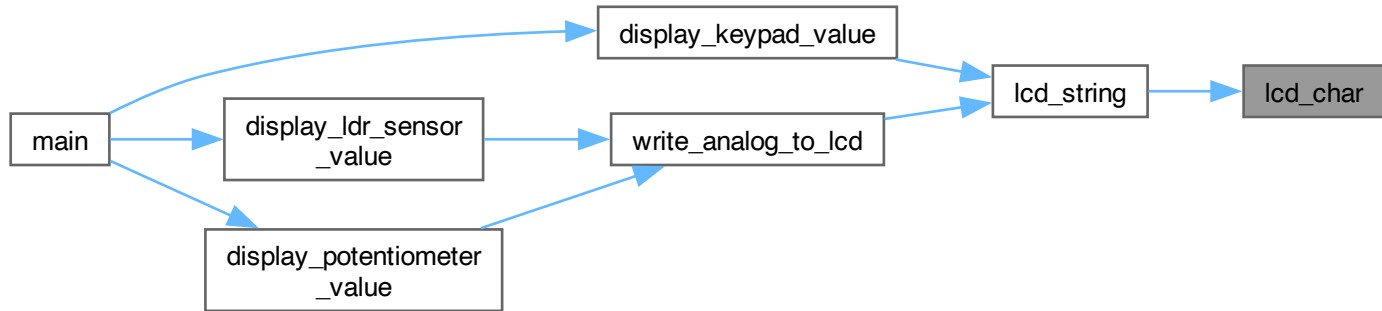 main
display_keypad_value
display_ldr_sensor
_value
display_potentiometer
_value
write_analog_to_lcd
lcd_string
lcd_char